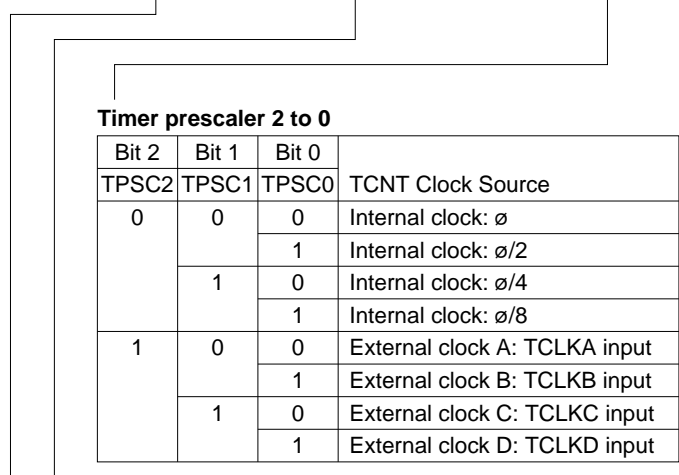 Timer prescaler 2 to 0
Bit 2 Bit 1 Bit 0
TPSC2 TPSC1 TPSC0 TCNT Clock Source
0 0 0 Internal clock: ø
1 Internal clock: ø/2
1 0 Internal clock: ø/4
1 Internal clock: ø/8
1 0 0 External clock A: TCLKA input
1 External clock B: TCLKB input
1 0 External clock C: TCLKC input
1 External clock D: TCLKD input